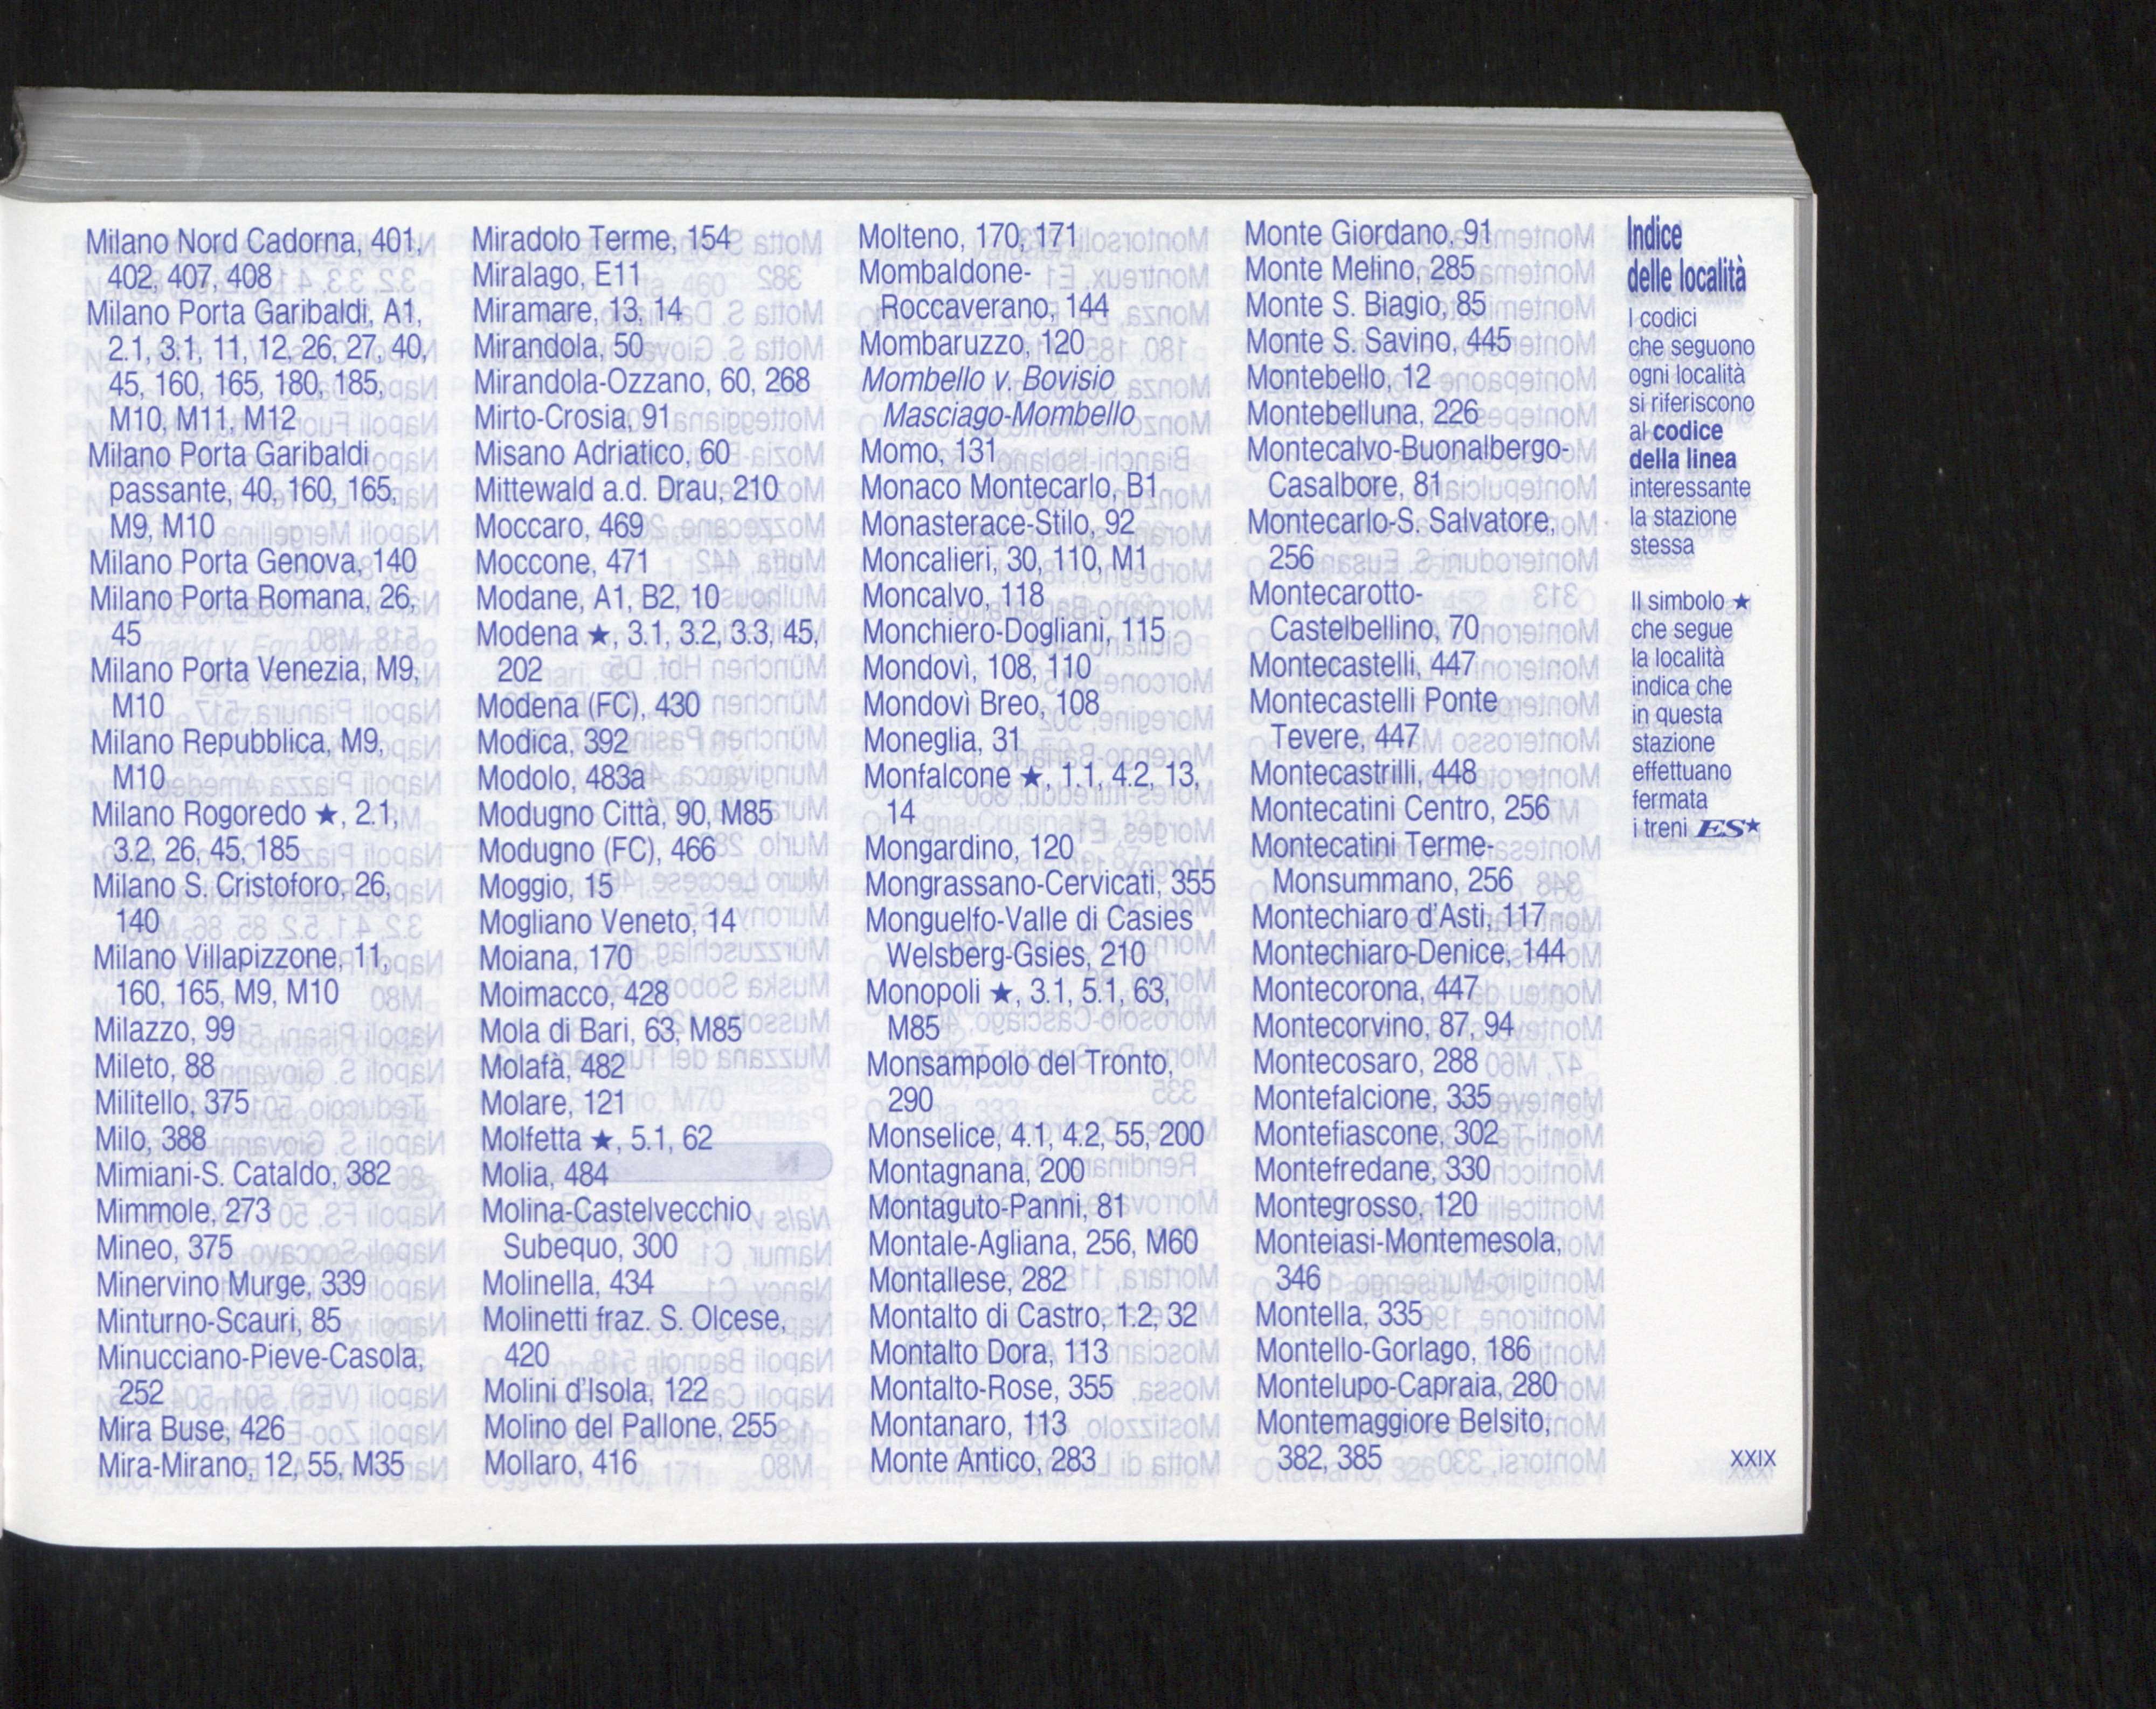 Milano Nord Cadorna, 401,
402, 407, 408
Milano Porta Garibaldi, A1,
2.1, 3.1, 11, 12, 26, 27, 40,
45, 160, 165, 180, 185,
M10, M11, M12
Milano Porta Garibaldi
passante, 40, 160, 165,
M9, M10
Milano Porta Genova, 140
Milano Porta Romana, 26,
45
Milano Porta Venezia, M9,
M10
Milano Repubblica, M9,
M10
Milano Rogoredo ★, 2.1,
3.2, 26, 45, 185
Milano S. Cristoforo, 26,
140
Milano Villapizzone, 11,
160, 165, M9, M10
Milazzo, 99
Mileto, 88
Militello, 375
Milo, 388
Mimiani-S. Cataldo, 382
Mimmole, 273
Mineo, 375
Minervino Murge, 339
Minturno-Scauri, 85
Minucciano-Pieve-Casola,
252
Mira Buse, 426
Mira-Mirano, 12, 55, M35
Miradolo Terme, 154
Miralago, E11
Miramare, 13, 14
Mirandola, 50
Mirandola-Ozzano, 60, 268
Mirto-Crosia, 91
Misano Adriatico, 60
Mittewald a.d. Drau, 210
Moccaro, 469
Moccone, 471
Modane, A1, B2, 10
Modena ★, 3.1, 3.2, 3.3, 45,
202
Modena (FC), 430
Modica, 392
Modolo, 483a
Modugno Città, 90, M85
Modugno (FC), 466
Moggio, 15
Mogliano Veneto, 14
Moiana, 170
Moimacco, 428
Mola di Bari, 63, M85
Molafà, 482
Molare, 121
Molfetta ★, 5.1, 62
Molia, 484
Molina-Castelvecchio
Subequo, 300
Molinella, 434
Molinetti fraz. S. Olcese,
420
Molini d'Isola, 122
Molino del Pallone, 255
Mollaro, 416
Molteno, 170, 171
Mombaldone-
Roccaverano, 144
Mombaruzzo, 120
Mombello v. Bovisio
Masciago-Mombello
Momo, 131
Monaco Montecarlo, B1
Monasterace-Stilo, 92
Moncalieri, 30, 110, M1
Moncalvo, 118
Monchiero-Dogliani, 115
Mondovì, 108, 110
Mondovì Breo, 108
Moneglia, 31
Monfalcone ★, 1.1, 4.2, 13,
14
Mongardino, 120
Mongrassano-Cervicati, 355
Monguelfo-Valle di Casies
Welsberg-Gsies, 210
Monopoli ★, 3.1, 5.1, 63,
M85
Monsampolo del Tronto,
290
Monselice, 4.1, 4.2, 55, 200
Montagnana, 200
Montaguto-Panni, 81
Montale-Agliana, 256, M60
Montallese, 282
Montalto di Castro, 1.2, 32
Montalto Dora, 113
Montalto-Rose, 355
Montanaro, 113
Monte Antico, 283
Monte Giordano, 91
Monte Melino, 285
Monte S. Biagio, 85
Monte S. Savino, 445
Montebello, 12
Montebelluna, 226
Montecalvo-Buonalbergo-
Casalbore, 81
Montecarlo-S. Salvatore,
256
Montecarotto-
Castelbellino, 70
Montecastelli, 447
Montecastelli Ponte
Tevere, 447
Montecastrilli, 448
Montecatini Centro, 256
Montecatini Terme-
Monsummano, 256
Montechiaro d'Asti, 117
Montechiaro-Denice, 144
Montecorona, 447
Montecorvino, 87, 94
Montecosaro, 288
Montefalcione, 335
Montefiascone, 302
Montefredane, 330
Montegrosso, 120
Monteiasi-Montemesola,
346
Montella, 335
Montello-Gorlago, 186
Montelupo-Capraia, 280
Montemaggiore Belsito,
382, 385
Indice
delle località
I codici
che seguono
ogni località
si riferiscono
al codice
della linea
interessante
la stazione
stessa
Il simbolo ★
che segue
la località
indica che
in questa
stazione
effettuano
fermata
i treni ES★
XXIX